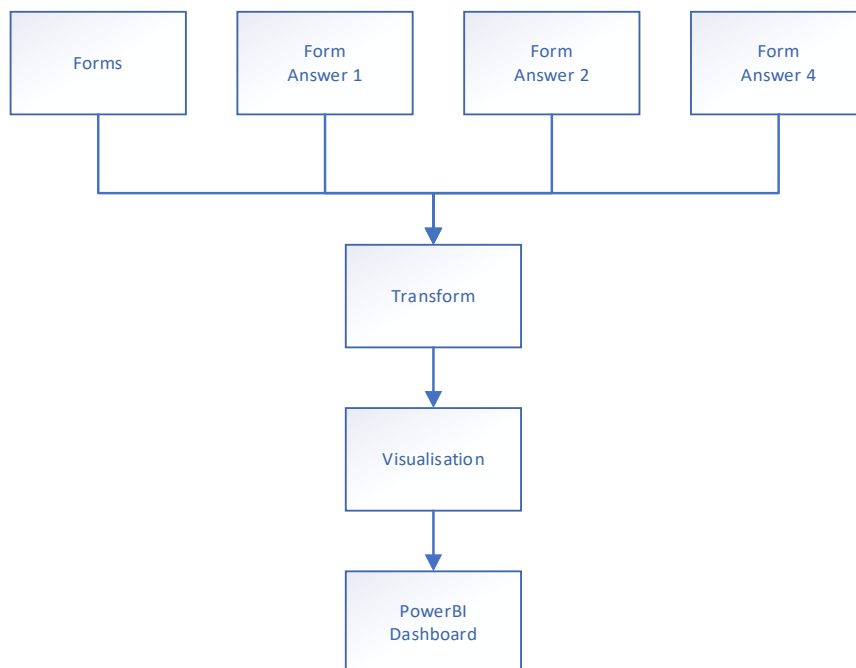 Forms
Form
Answer 1
Form
Answer 2
Form
Answer 4
Transform
Visualisation
PowerBI
Dashboard